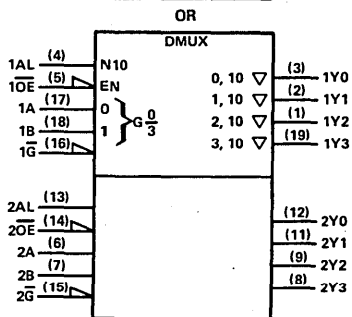 OR
DMUX
1AL (4) N10
1O̅E̅ (5) EN
1A (17) 0
1B (18) 1
1G̅ (16)
} G 0/3
0, 10 ▽ (3) 1Y0
1, 10 ▽ (2) 1Y1
2, 10 ▽ (1) 1Y2
3, 10 ▽ (19) 1Y3
2AL (13)
2O̅E̅ (14)
2A (6)
2B (7)
2G̅ (15)
(12) 2Y0
(11) 2Y1
(9) 2Y2
(8) 2Y3